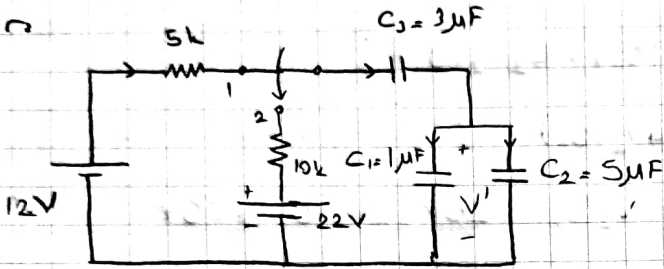 C₃ = 3μF
5k
1
2
10k
C₁=1μF
+
V'
-
C₂ = 5μF
12V
+
-
22V